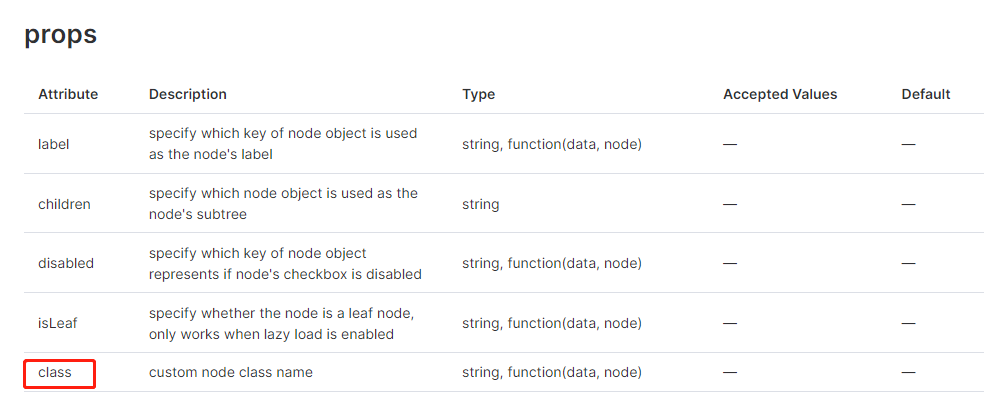 props
Attribute Description Type Accepted Values Default
label specify which key of node object is used as the node's label string, function(data, node) — —
children specify which node object is used as the node's subtree string — —
disabled specify which key of node object represents if node's checkbox is disabled string, function(data, node) — —
isLeaf specify whether the node is a leaf node, only works when lazy load is enabled string, function(data, node) — —
class custom node class name string, function(data, node) — —